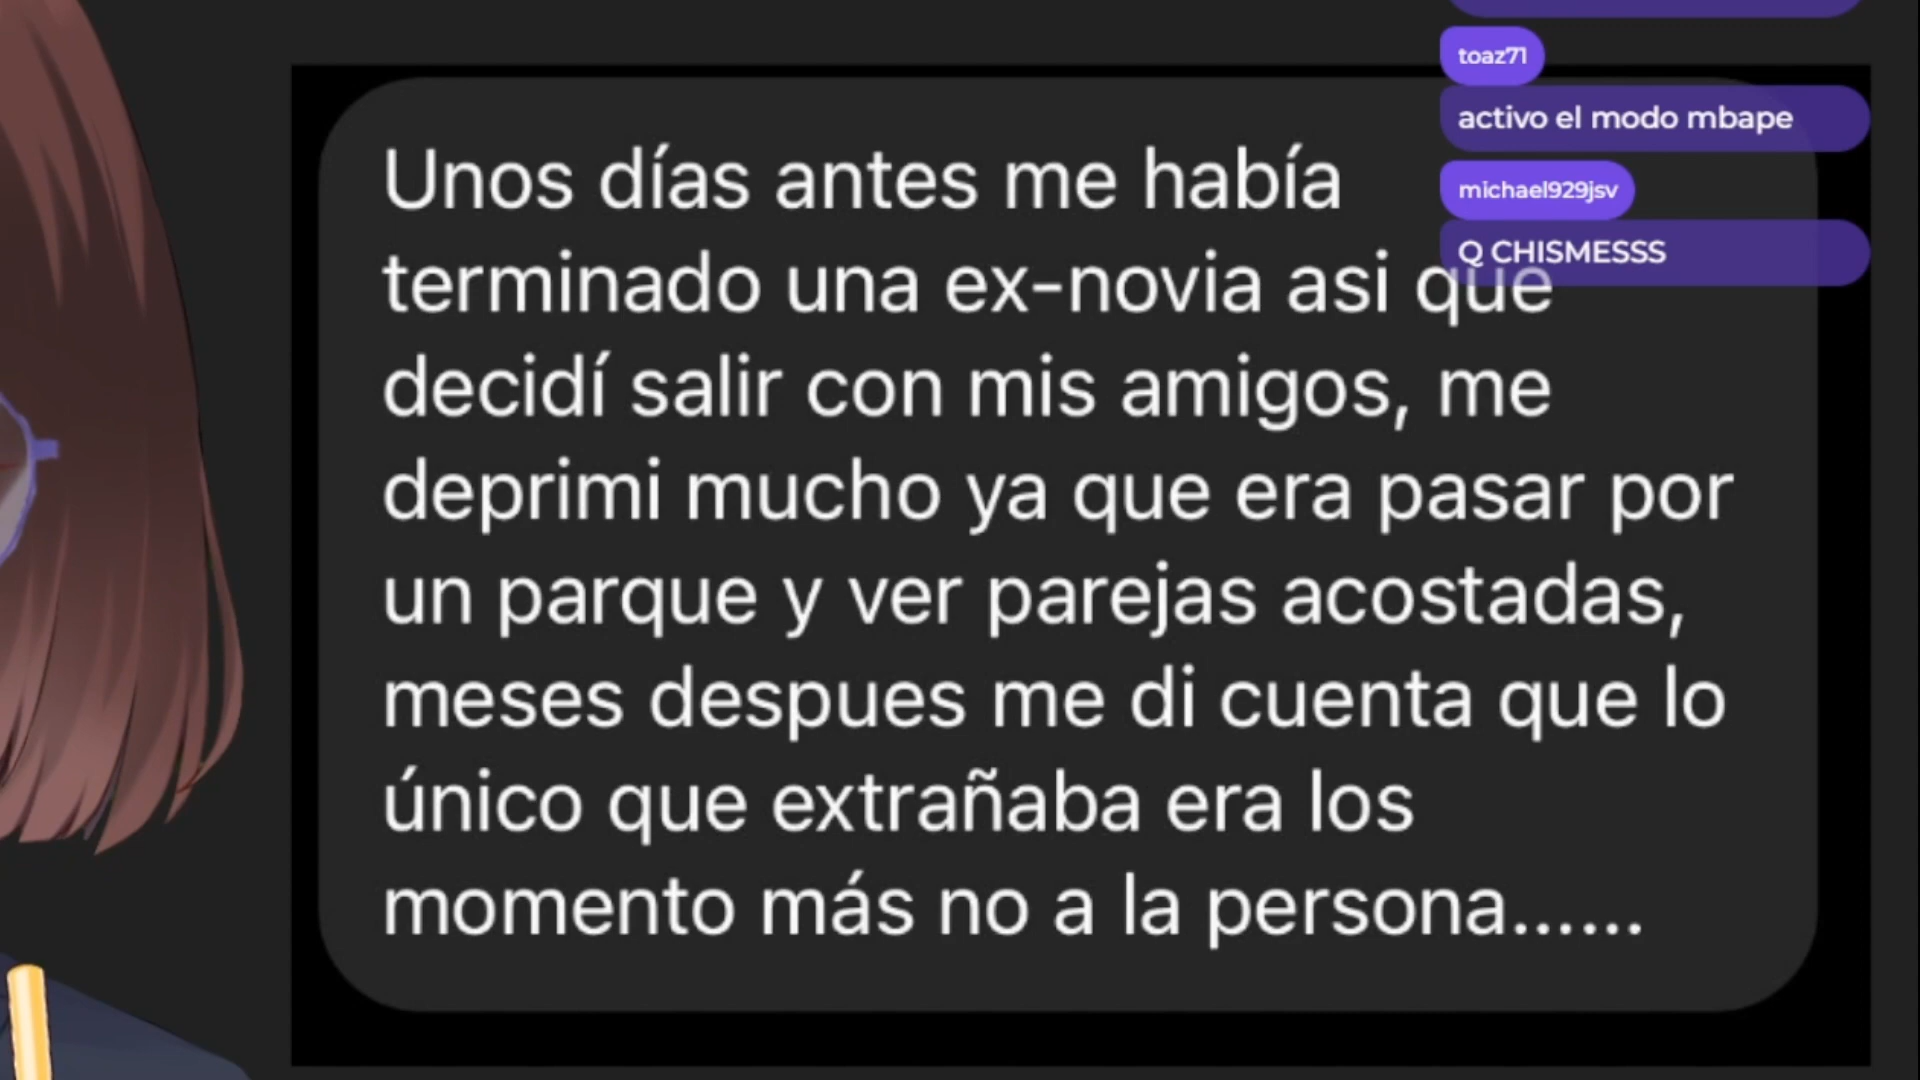 toaz71
activo el modo mbape
michael929jsv
Q CHISMESSS
Unos días antes me había
terminado una ex-novia asi que
decidí salir con mis amigos, me
deprimi mucho ya que era pasar por
un parque y ver parejas acostadas,
meses despues me di cuenta que lo
único que extrañaba era los
momento más no a la persona......